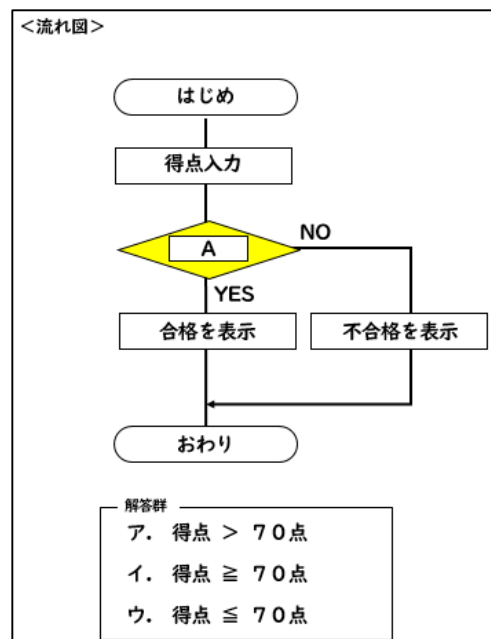 ＜流れ図＞
はじめ
得点入力
A
NO
YES
合格を表示
不合格を表示
おわり
解答群
ア. 得点 ＞ ７０点
イ. 得点 ≧ ７０点
ウ. 得点 ≦ ７０点